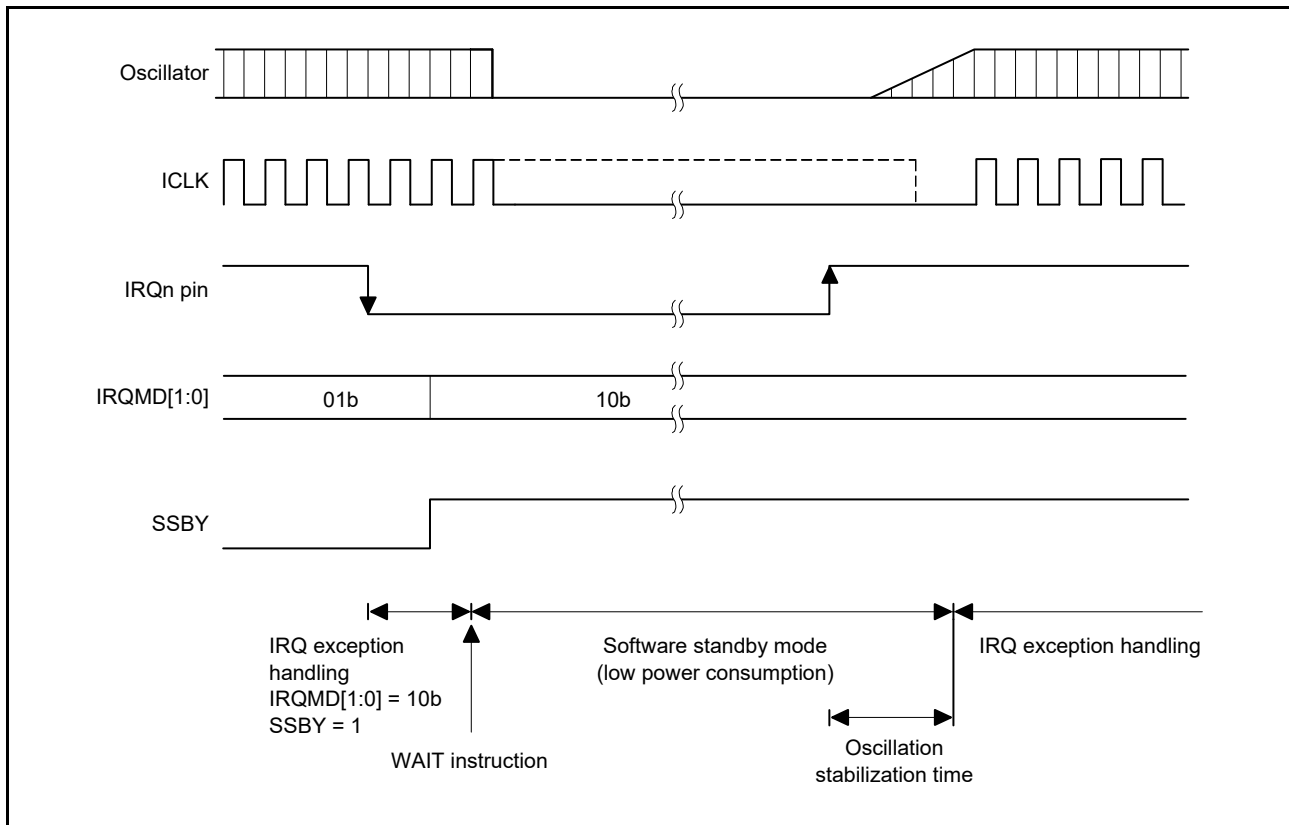 Oscillator
ICLK
IRQn pin
IRQMD[1:0]
01b
10b
SSBY
IRQ exception
handling
IRQMD[1:0] = 10b
SSBY = 1
WAIT instruction
Software standby mode
(low power consumption)
Oscillation
stabilization time
IRQ exception handling